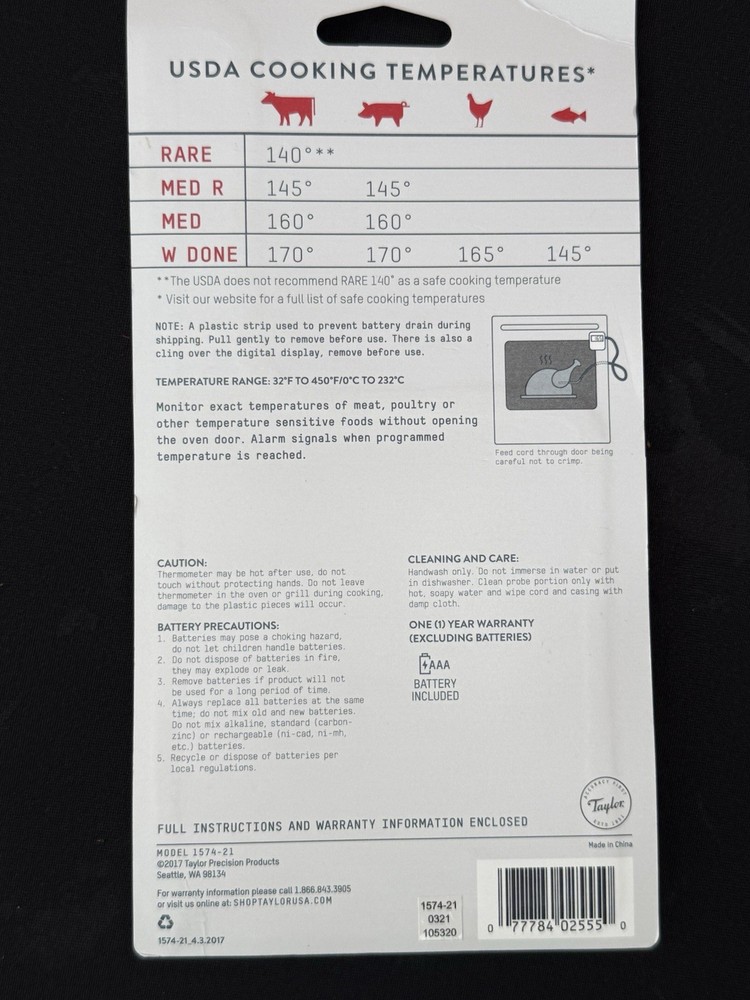 USDA COOKING TEMPERATURES*
RARE 140°**
MED R 145° 145°
MED 160° 160°
W DONE 170° 170° 165° 145°
**The USDA does not recommend RARE 140° as a safe cooking temperature
* Visit our website for a full list of safe cooking temperatures
NOTE: A plastic strip used to prevent battery drain during
shipping. Pull gently to remove before use. There is also a
cling over the digital display, remove before use.
TEMPERATURE RANGE: 32°F TO 450°F/0°C TO 232°C
Monitor exact temperatures of meat, poultry or
other temperature sensitive foods without opening
the oven door. Alarm signals when programmed
temperature is reached.
Feed cord through door being
careful not to crimp.
CAUTION:
Thermometer may be hot after use, do not
touch without protecting hands. Do not leave
thermometer in the oven or grill during cooking,
damage to the plastic pieces will occur.
BATTERY PRECAUTIONS:
1. Batteries may pose a choking hazard,
do not let children handle batteries.
2. Do not dispose of batteries in fire,
they may explode or leak.
3. Remove batteries if product will not
be used for a long period of time.
4. Always replace all batteries at the same
time; do not mix old and new batteries.
Do not mix alkaline, standard (carbon-
zinc) or rechargeable (ni-cad, ni-mh,
etc.) batteries.
5. Recycle or dispose of batteries per
local regulations.
CLEANING AND CARE:
Handwash only. Do not immerse in water or put
in dishwasher. Clean probe portion only with
hot, soapy water and wipe cord and casing with
damp cloth.
ONE (1) YEAR WARRANTY
(EXCLUDING BATTERIES)
AAA
BATTERY
INCLUDED
ACCURACY FIRST
Taylor
FULL INSTRUCTIONS AND WARRANTY INFORMATION ENCLOSED
Made in China
MODEL 1574-21
©2017 Taylor Precision Products
Seattle, WA 98134
For warranty information please call 1.866.843.3905
or visit us online at: SHOPTAYLORUSA.COM
1574-21_4.3.2017
1574-21
0321
105320
0 77784 02555 0